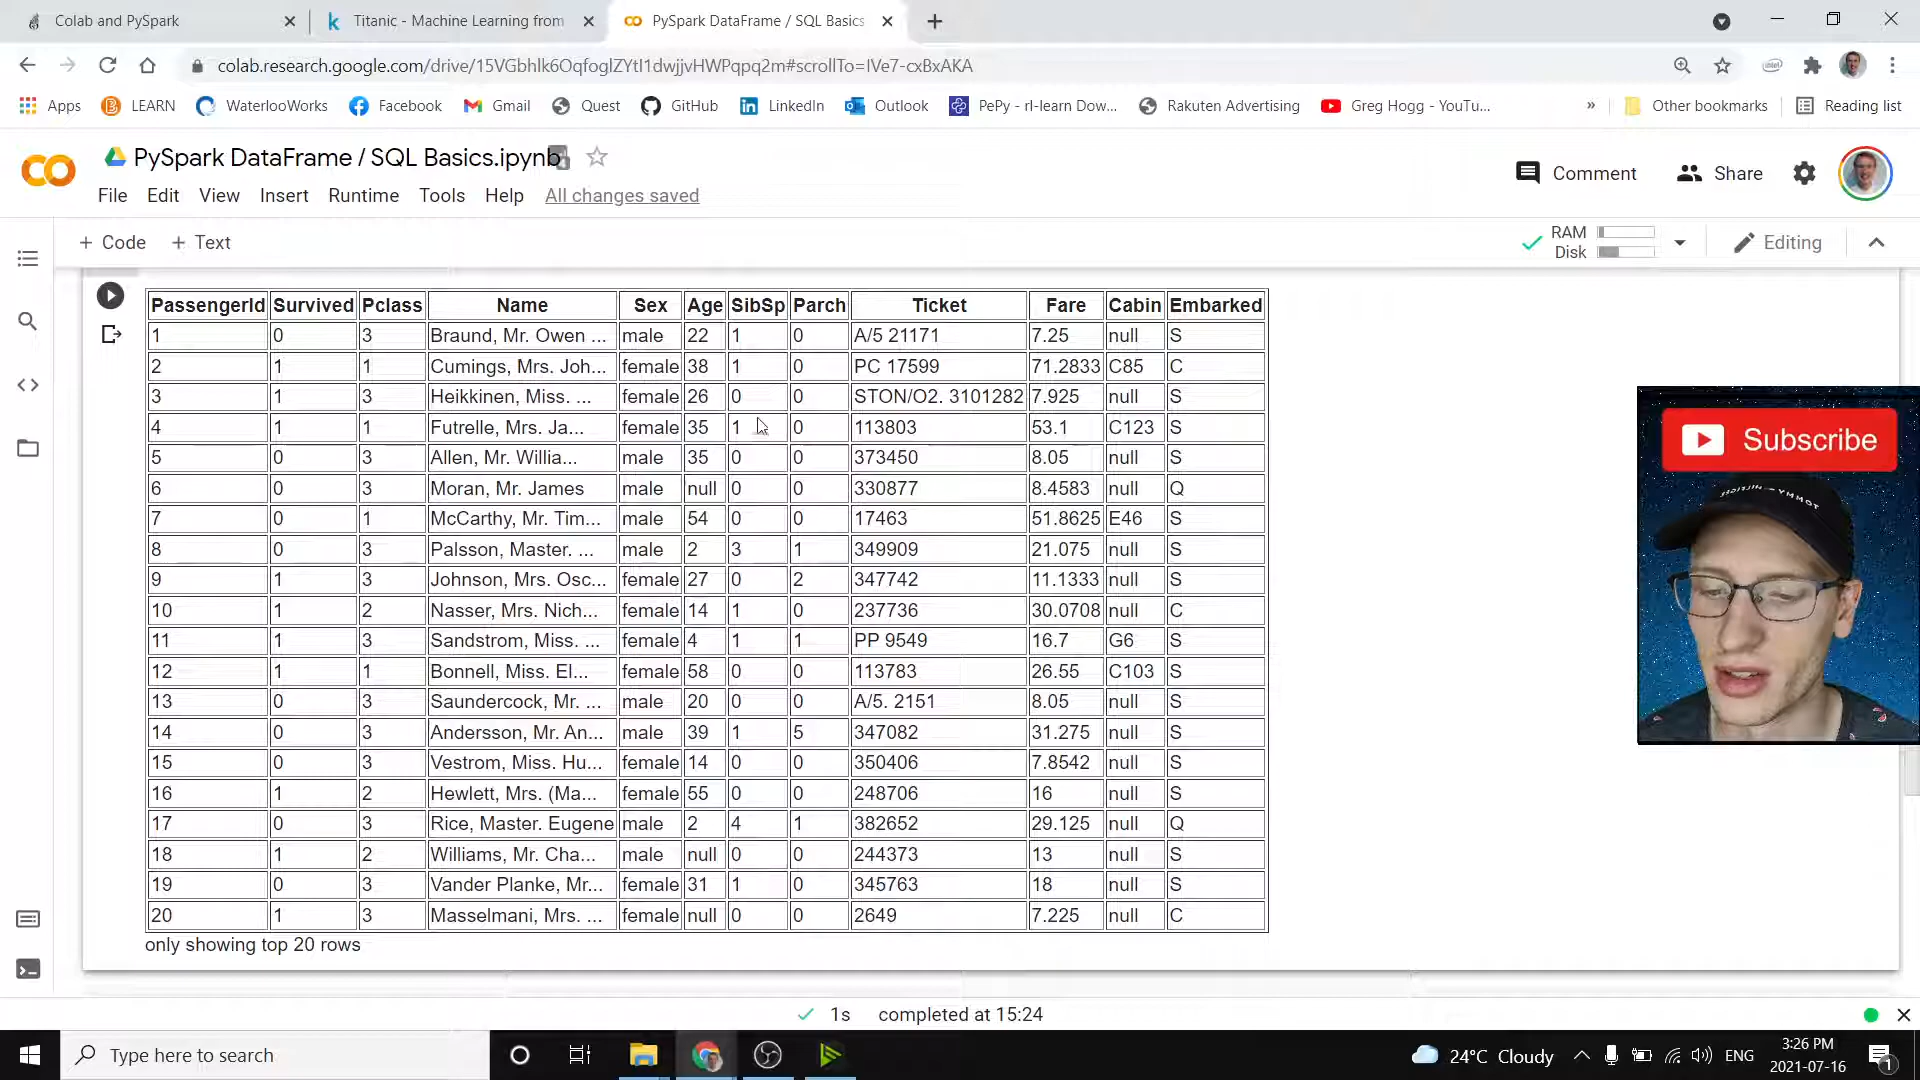 Colab and PySpark
Titanic - Machine Learning from
PySpark DataFrame / SQL Basics
colab.research.google.com/drive/15VGbhlk6OqfoglZYtI1dwjjvHWPqpq2m#scrollTo=IVe7-cxBxAKA
Apps LEARN WaterlooWorks Facebook Gmail Quest GitHub LinkedIn Outlook PePy - rl-learn Dow... Rakuten Advertising Greg Hogg - YouTu... » Other bookmarks Reading list
PySpark DataFrame / SQL Basics.ipynb
Comment Share
File Edit View Insert Runtime Tools Help All changes saved
+ Code + Text
RAM
Disk
Editing
PassengerId Survived Pclass Name Sex Age SibSp Parch Ticket Fare Cabin Embarked
1 0 3 Braund, Mr. Owen ... male 22 1 0 A/5 21171 7.25 null S
2 1 1 Cumings, Mrs. Joh... female 38 1 0 PC 17599 71.2833 C85 C
3 1 3 Heikkinen, Miss. ... female 26 0 0 STON/O2. 3101282 7.925 null S
4 1 1 Futrelle, Mrs. Ja... female 35 1 0 113803 53.1 C123 S
5 0 3 Allen, Mr. Willia... male 35 0 0 373450 8.05 null S
6 0 3 Moran, Mr. James male null 0 0 330877 8.4583 null Q
7 0 1 McCarthy, Mr. Tim... male 54 0 0 17463 51.8625 E46 S
8 0 3 Palsson, Master. ... male 2 3 1 349909 21.075 null S
9 1 3 Johnson, Mrs. Osc... female 27 0 2 347742 11.1333 null S
10 1 2 Nasser, Mrs. Nich... female 14 1 0 237736 30.0708 null C
11 1 3 Sandstrom, Miss. ... female 4 1 1 PP 9549 16.7 G6 S
12 1 1 Bonnell, Miss. El... female 58 0 0 113783 26.55 C103 S
13 0 3 Saundercock, Mr. ... male 20 0 0 A/5. 2151 8.05 null S
14 0 3 Andersson, Mr. An... male 39 1 5 347082 31.275 null S
15 0 3 Vestrom, Miss. Hu... female 14 0 0 350406 7.8542 null S
16 1 2 Hewlett, Mrs. (Ma... female 55 0 0 248706 16 null S
17 0 3 Rice, Master. Eugene male 2 4 1 382652 29.125 null Q
18 1 2 Williams, Mr. Cha... male null 0 0 244373 13 null S
19 0 3 Vander Planke, Mr... female 31 1 0 345763 18 null S
20 1 3 Masselmani, Mrs. ... female null 0 0 2649 7.225 null C
only showing top 20 rows
Subscribe
1s completed at 15:24
Type here to search
24°C Cloudy
ENG
3:26 PM
2021-07-16
1